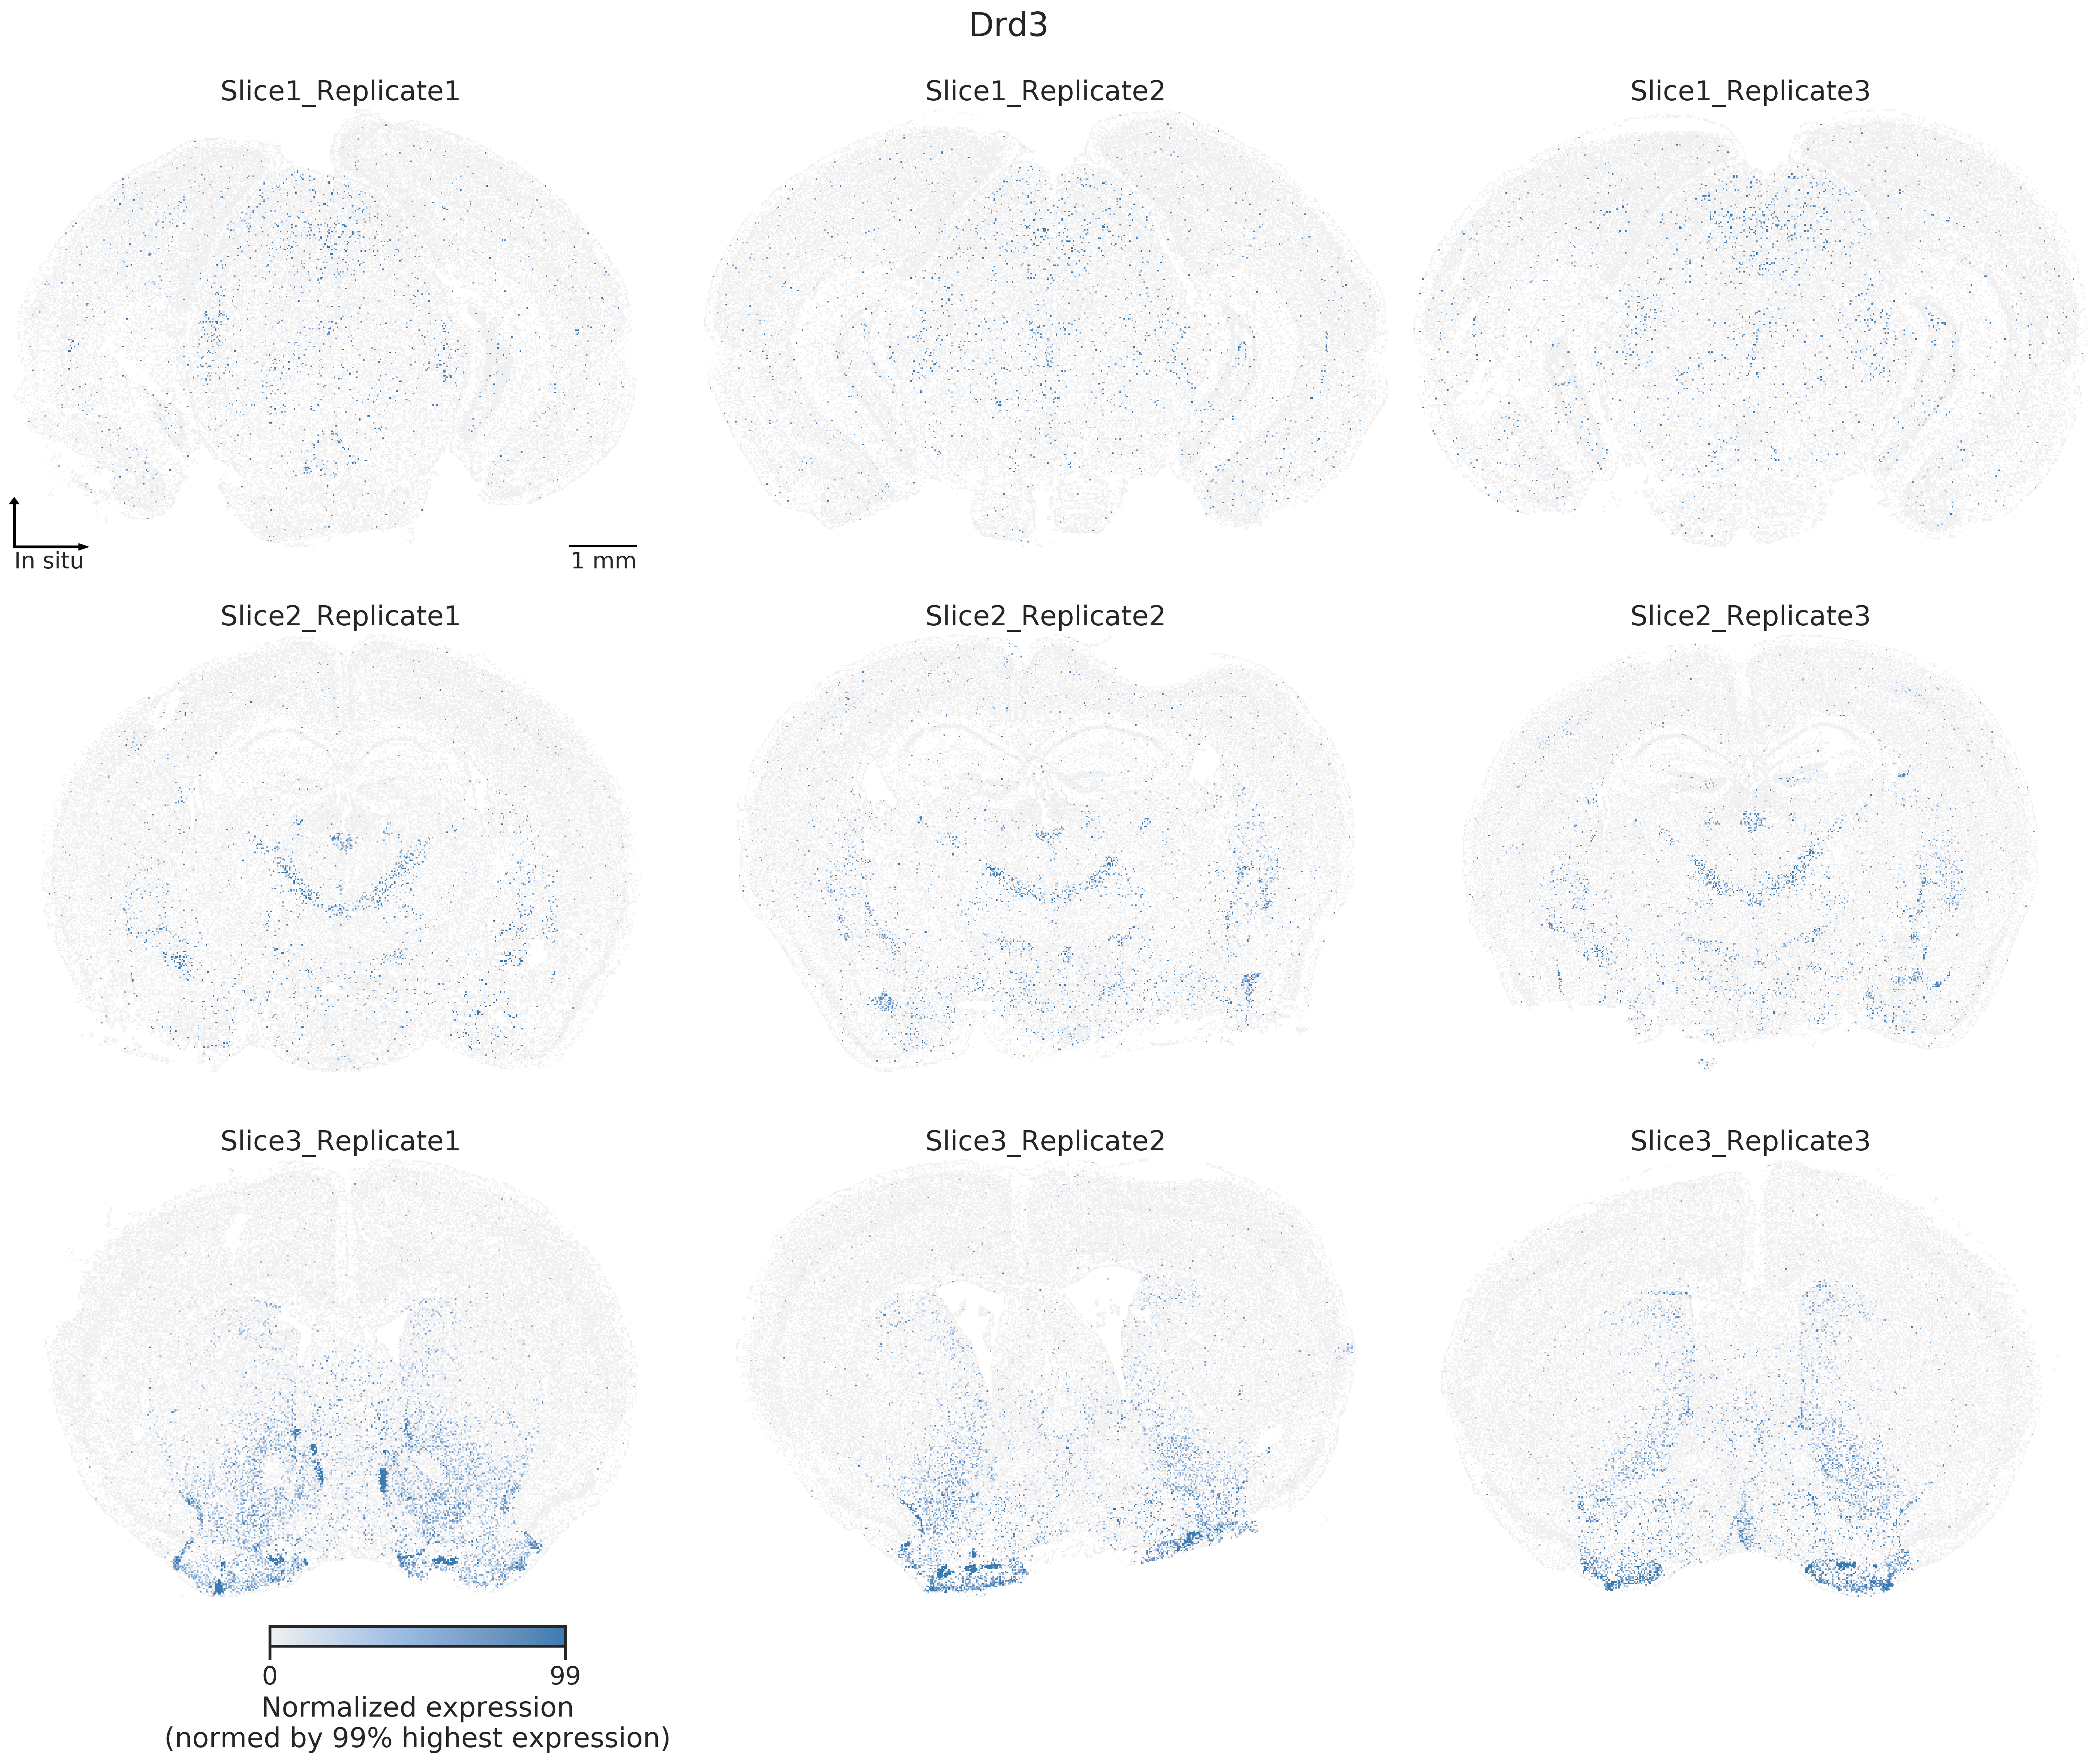 Drd3
Slice1_Replicate1
Slice1_Replicate2
Slice1_Replicate3
In situ
1 mm
Slice2_Replicate1
Slice2_Replicate2
Slice2_Replicate3
Slice3_Replicate1
Slice3_Replicate2
Slice3_Replicate3
0
99
Normalized expression
(normed by 99% highest expression)